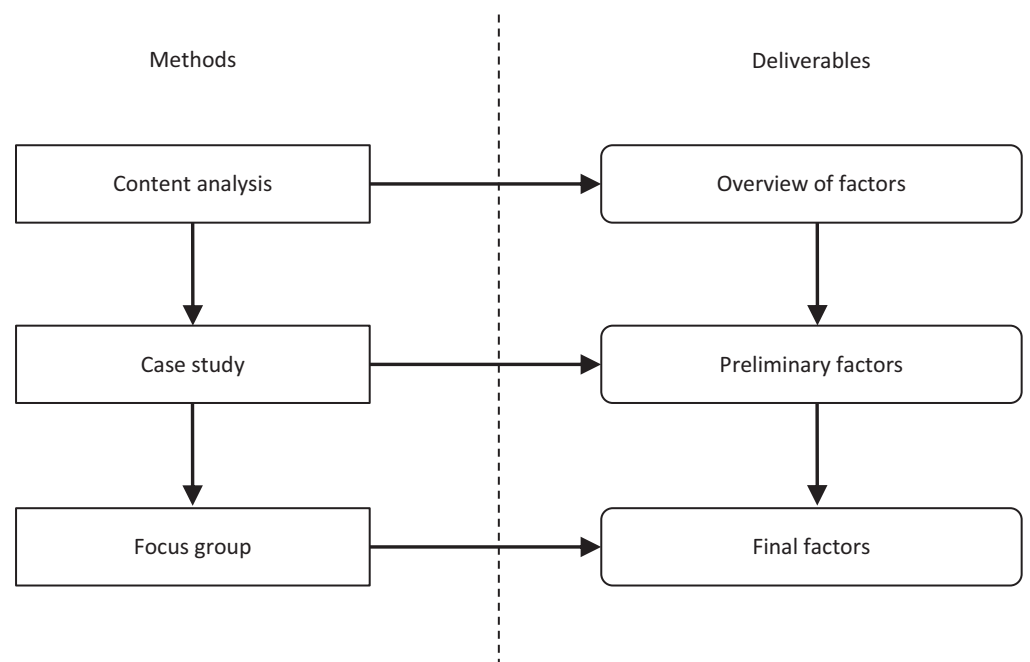 Methods
Deliverables
Content analysis
Overview of factors
Case study
Preliminary factors
Focus group
Final factors